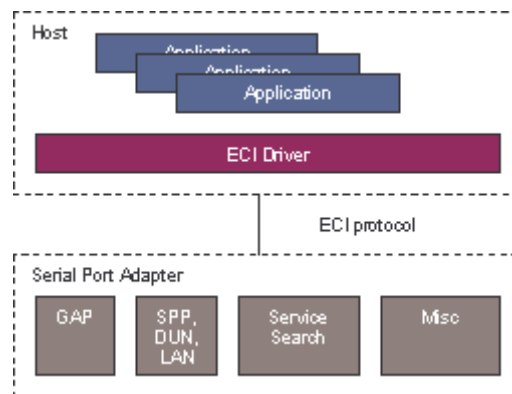 Host
Application
Application
Application
ECI Driver
ECI protocol
Serial Port Adapter
GAP
SPP,
DUN,
LAN
Service
Search
Misc